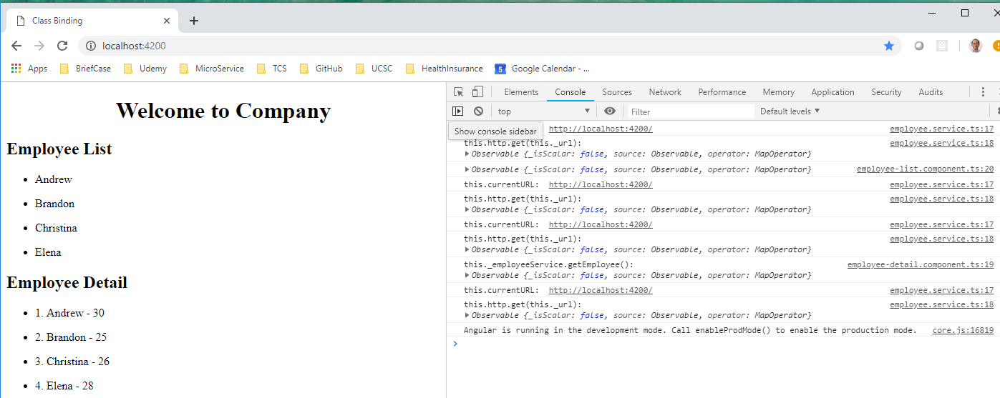 Class Binding
localhost:4200
Apps BriefCase Udemy MicroService TCS GitHub UCSC HealthInsurance 5 Google Calendar - ...
Welcome to Company
Employee List
Andrew
Brandon
Christina
Elena
Employee Detail
1. Andrew - 30
2. Brandon - 25
3. Christina - 26
4. Elena - 28
Elements Console Sources Network Performance Memory Application Security Audits
top Filter Default levels
Show console sidebar
http://localhost:4200/ employee.service.ts:17
this.http.get(this._url): employee.service.ts:18
Observable {_isScalar: false, source: Observable, operator: MapOperator}
Observable {_isScalar: false, source: Observable, operator: MapOperator} employee-list.component.ts:20
this.currentURL: http://localhost:4200/ employee.service.ts:17
this.http.get(this._url): employee.service.ts:18
Observable {_isScalar: false, source: Observable, operator: MapOperator}
this.currentURL: http://localhost:4200/ employee.service.ts:17
this.http.get(this._url): employee.service.ts:18
Observable {_isScalar: false, source: Observable, operator: MapOperator}
this._employeeService.getEmployee(): employee-detail.component.ts:19
Observable {_isScalar: false, source: Observable, operator: MapOperator}
this.currentURL: http://localhost:4200/ employee.service.ts:17
this.http.get(this._url): employee.service.ts:18
Observable {_isScalar: false, source: Observable, operator: MapOperator}
Angular is running in the development mode. Call enableProdMode() to enable the production mode. core.js:16819